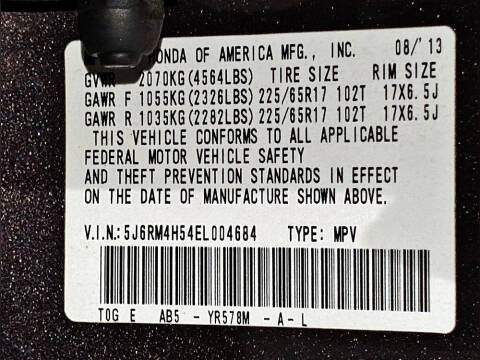 HONDA OF AMERICA MFG., INC. 08/'13
GVWR 2070KG(4564LBS) TIRE SIZE RIM SIZE
GAWR F 1055KG(2326LBS) 225/65R17 102T 17X6.5J
GAWR R 1035KG(2282LBS) 225/65R17 102T 17X6.5J
THIS VEHICLE CONFORMS TO ALL APPLICABLE
FEDERAL MOTOR VEHICLE SAFETY
AND THEFT PREVENTION STANDARDS IN EFFECT
ON THE DATE OF MANUFACTURE SHOWN ABOVE.
V.I.N.:5J6RM4H54EL004684 TYPE: MPV
TOG E AB5 - YR578M - A - L